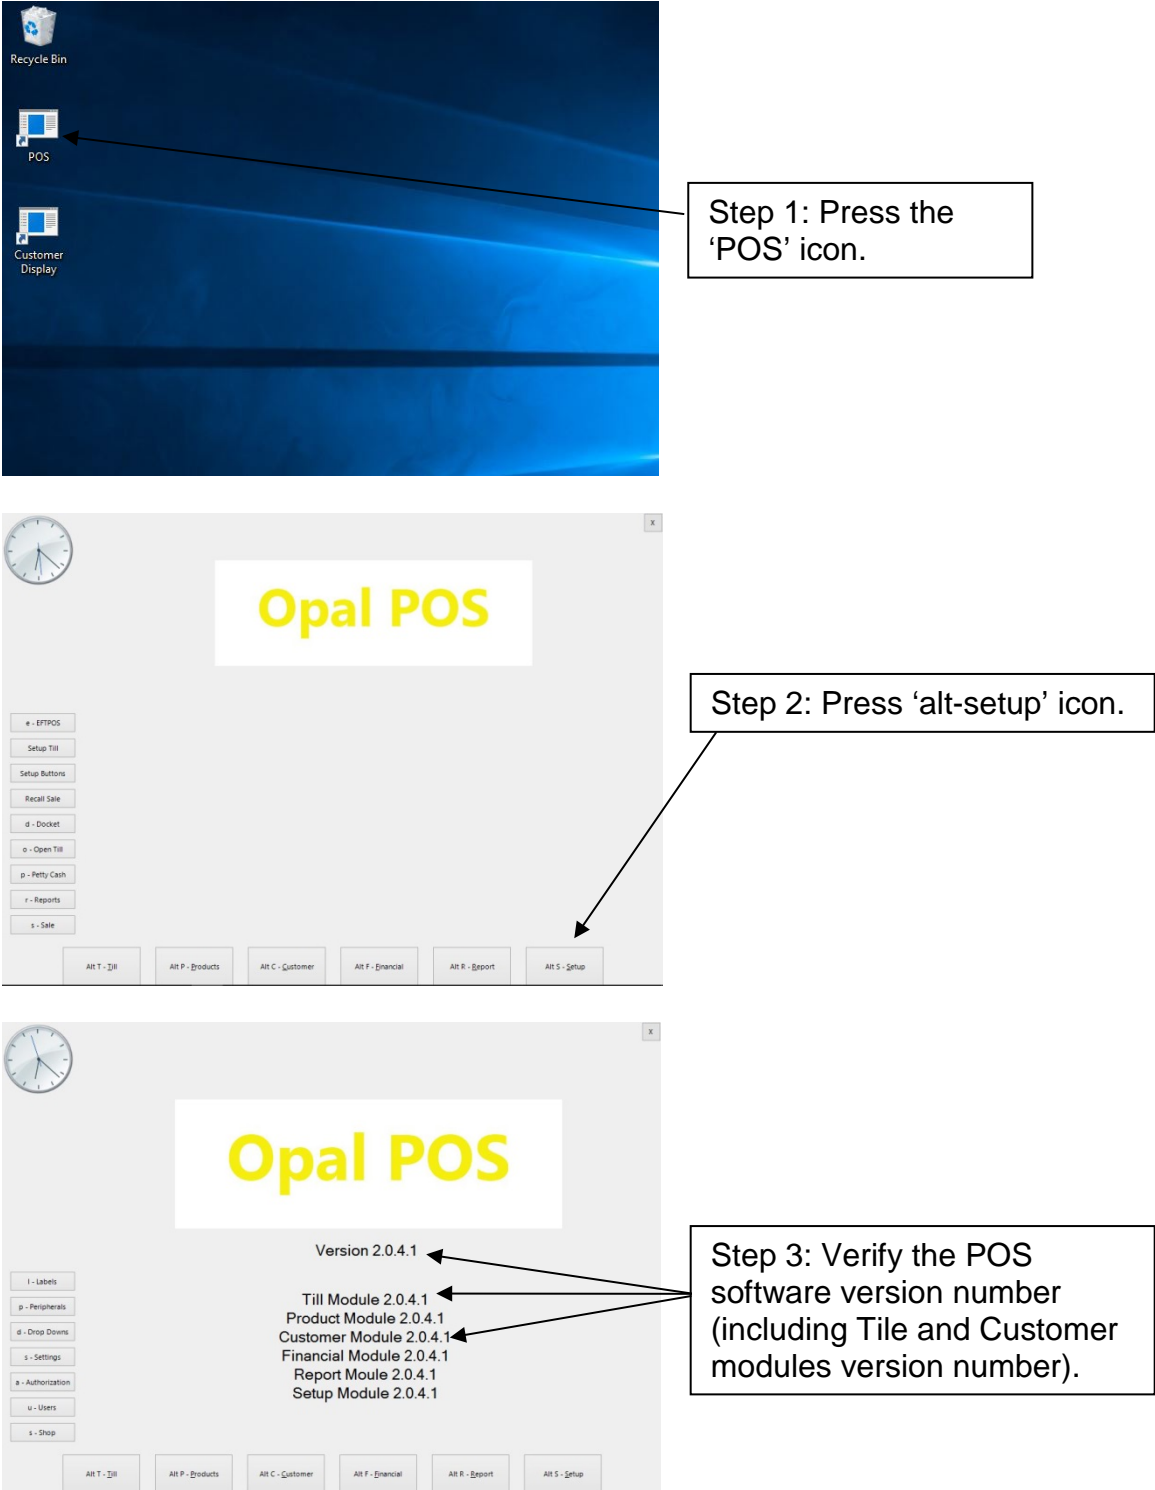 Recycle Bin
POS
Customer
Display
Step 1: Press the
‘POS’ icon.
x
Opal POS
Step 2: Press ‘alt-setup’ icon.
e - EFTPOS
Setup Till
Setup Buttons
Recall Sale
d - Docket
o - Open Till
p - Petty Cash
r - Reports
s - Sale
Alt T - Till Alt P - Products Alt C - Customer Alt F - Financial Alt R - Report Alt S - Setup
x
Opal POS
Version 2.0.4.1
Till Module 2.0.4.1
Product Module 2.0.4.1
Customer Module 2.0.4.1
Financial Module 2.0.4.1
Report Moule 2.0.4.1
Setup Module 2.0.4.1
Step 3: Verify the POS
software version number
(including Tile and Customer
modules version number).
l - Labels
p - Peripherals
d - Drop Downs
s - Settings
a - Authorization
u - Users
s - Shop
Alt T - Till Alt P - Products Alt C - Customer Alt F - Financial Alt R - Report Alt S - Setup